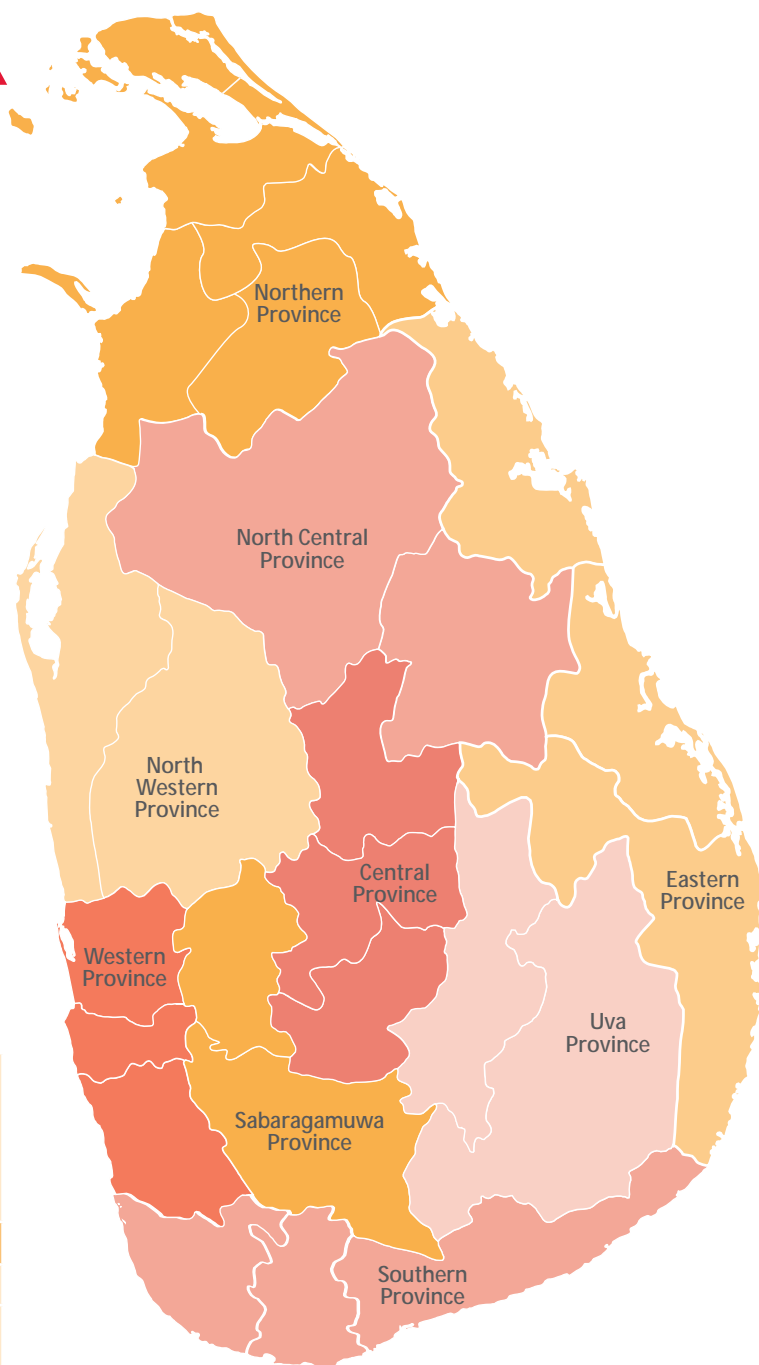 Northern
Province
North Central
Province
North
Western
Province
Central
Province
Eastern
Province
Western
Province
Uva
Province
Sabaragamuwa
Province
Southern
Province